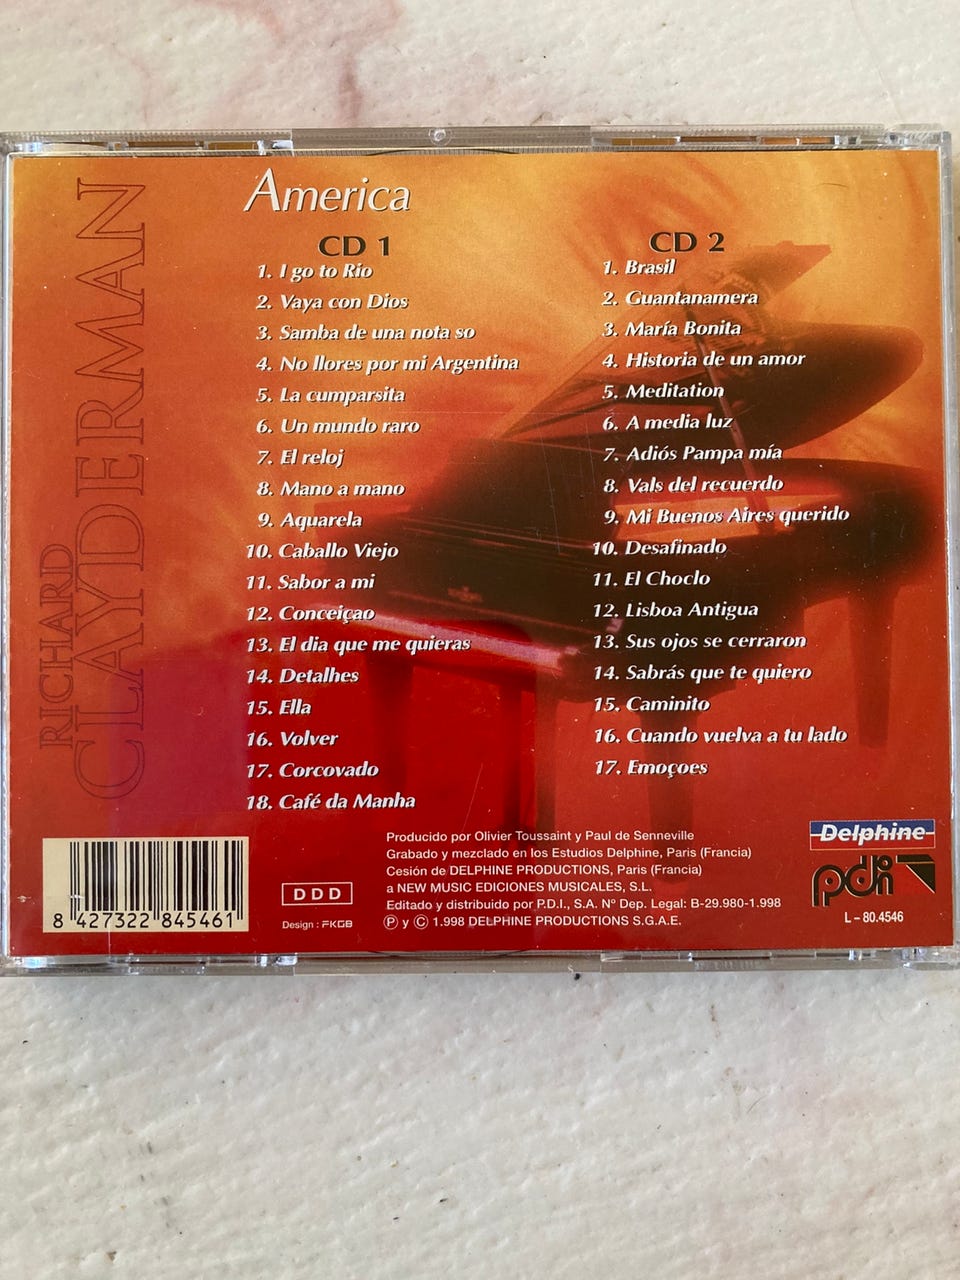 RICHARD
CLAYDERMAN
America
CD 1
1. I go to Rio
2. Vaya con Dios
3. Samba de una nota so
4. No llores por mi Argentina
5. La cumparsita
6. Un mundo raro
7. El reloj
8. Mano a mano
9. Aquarela
10. Caballo Viejo
11. Sabor a mi
12. Conceiçao
13. El dia que me quieras
14. Detalhes
15. Ella
16. Volver
17. Corcovado
18. Café da Manha
CD 2
1. Brasil
2. Guantanamera
3. María Bonita
4. Historia de un amor
5. Meditation
6. A media luz
7. Adiós Pampa mía
8. Vals del recuerdo
9. Mi Buenos Aires querido
10. Desafinado
11. El Choclo
12. Lisboa Antigua
13. Sus ojos se cerraron
14. Sabrás que te quiero
15. Caminito
16. Cuando vuelva a tu lado
17. Emoçoes
8 427322 845461
DDD
Design : FKGB
Producido por Olivier Toussaint y Paul de Senneville
Grabado y mezclado en los Estudios Delphine, Paris (Francia)
Cesión de DELPHINE PRODUCTIONS, Paris (Francia)
a NEW MUSIC EDICIONES MUSICALES, S.L.
Editado y distribuido por P.D.I., S.A. Nº Dep. Legal: B-29.980-1.998
Ⓟ y © 1.998 DELPHINE PRODUCTIONS S.G.A.E.
Delphine
pdi
L – 80.4546